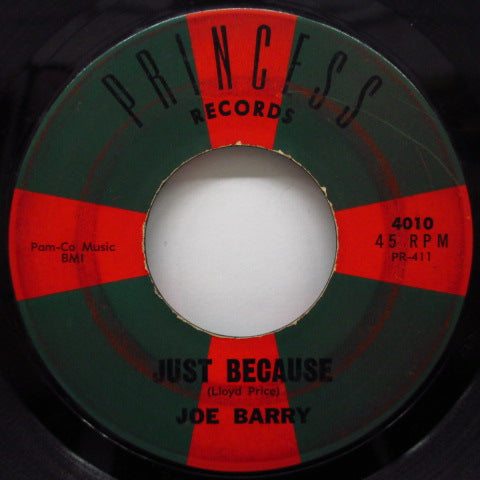 PRINCESS
RECORDS
Pam-Co Music
BMI
4010
45 RPM
PR-411
JUST BECAUSE
(Lloyd Price)
JOE BARRY